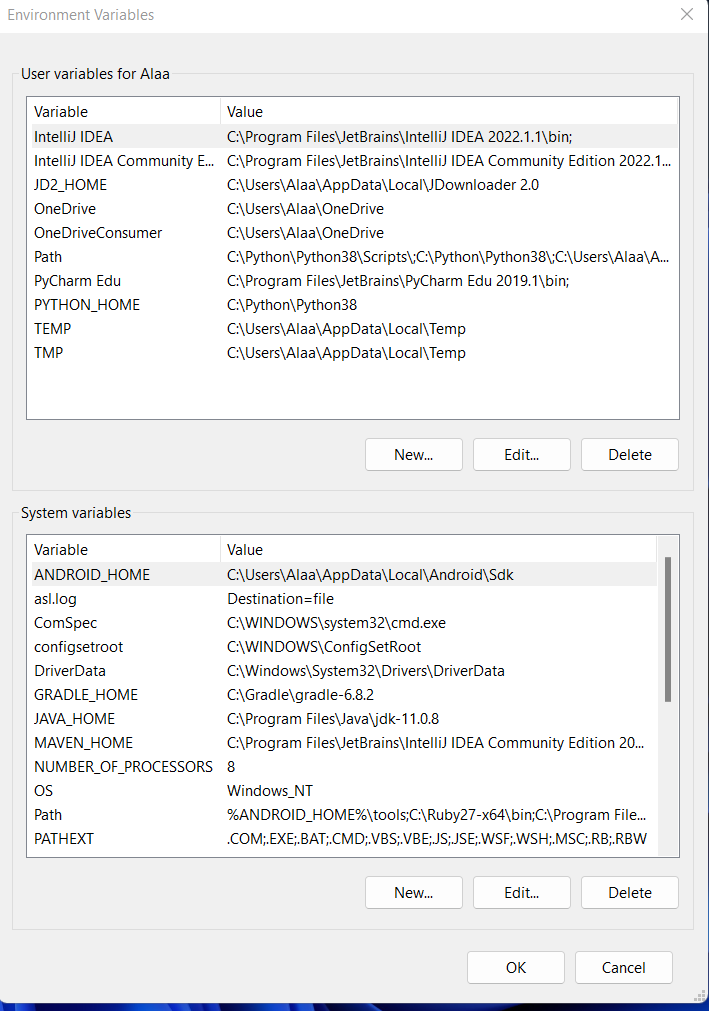 Environment Variables
User variables for Alaa
Variable Value
IntelliJ IDEA C:\Program Files\JetBrains\IntelliJ IDEA 2022.1.1\bin;
IntelliJ IDEA Community E... C:\Program Files\JetBrains\IntelliJ IDEA Community Edition 2022.1...
JD2_HOME C:\Users\Alaa\AppData\Local\JDownloader 2.0
OneDrive C:\Users\Alaa\OneDrive
OneDriveConsumer C:\Users\Alaa\OneDrive
Path C:\Python\Python38\Scripts\;C:\Python\Python38\;C:\Users\Alaa\A...
PyCharm Edu C:\Program Files\JetBrains\PyCharm Edu 2019.1\bin;
PYTHON_HOME C:\Python\Python38
TEMP C:\Users\Alaa\AppData\Local\Temp
TMP C:\Users\Alaa\AppData\Local\Temp
New... Edit... Delete
System variables
Variable Value
ANDROID_HOME C:\Users\Alaa\AppData\Local\Android\Sdk
asl.log Destination=file
ComSpec C:\WINDOWS\system32\cmd.exe
configsetroot C:\WINDOWS\ConfigSetRoot
DriverData C:\Windows\System32\Drivers\DriverData
GRADLE_HOME C:\Gradle\gradle-6.8.2
JAVA_HOME C:\Program Files\Java\jdk-11.0.8
MAVEN_HOME C:\Program Files\JetBrains\IntelliJ IDEA Community Edition 20...
NUMBER_OF_PROCESSORS 8
OS Windows_NT
Path %ANDROID_HOME%\tools;C:\Ruby27-x64\bin;C:\Program File...
PATHEXT .COM;.EXE;.BAT;.CMD;.VBS;.VBE;.JS;.JSE;.WSF;.WSH;.MSC;.RB;.RBW
New... Edit... Delete
OK Cancel